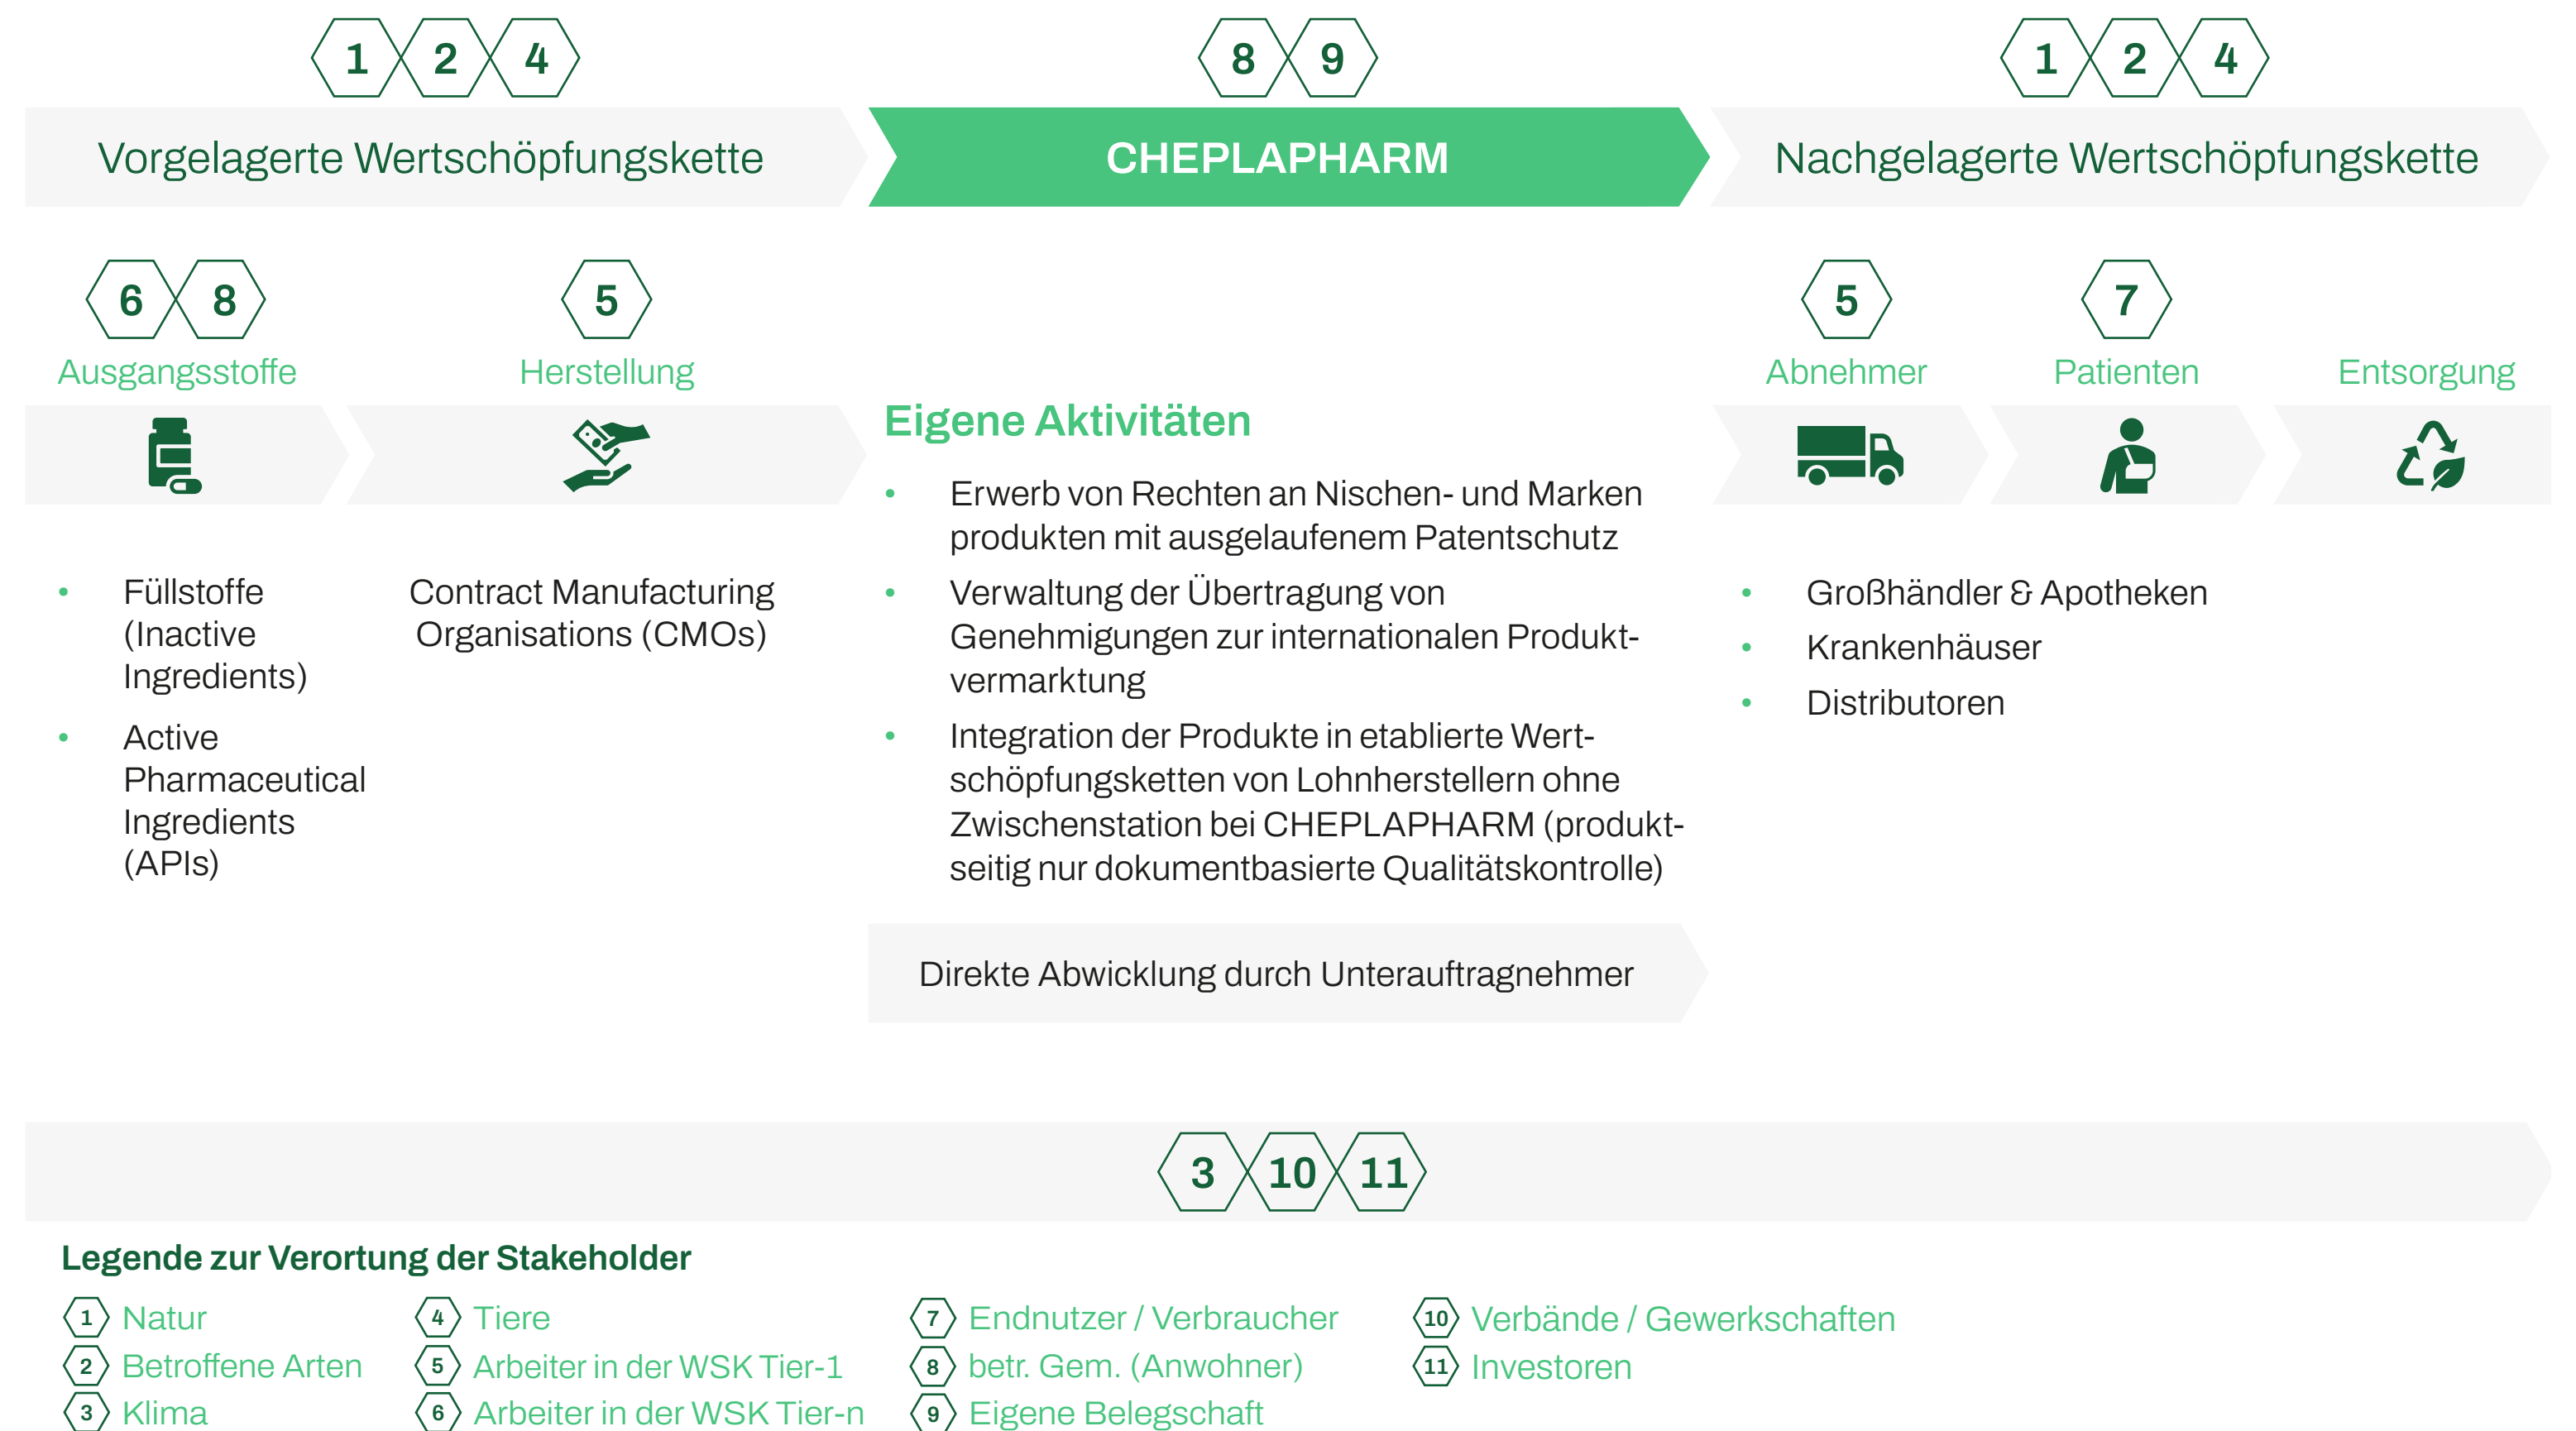 1 2 4
8 9
1 2 4
Vorgelagerte Wertschöpfungskette
CHEPLAPHARM
Nachgelagerte Wertschöpfungskette
6 8
Ausgangsstoffe
5
Herstellung
• Füllstoffe
(Inactive
Ingredients)
• Active
Pharmaceutical
Ingredients
(APIs)
Contract Manufacturing
Organisations (CMOs)
Eigene Aktivitäten
• Erwerb von Rechten an Nischen- und Marken
produkten mit ausgelaufenem Patentschutz
• Verwaltung der Übertragung von
Genehmigungen zur internationalen Produkt-
vermarktung
• Integration der Produkte in etablierte Wert-
schöpfungsketten von Lohnherstellern ohne
Zwischenstation bei CHEPLAPHARM (produkt-
seitig nur dokumentbasierte Qualitätskontrolle)
Direkte Abwicklung durch Unterauftragnehmer
5
Abnehmer
7
Patienten
Entsorgung
• Großhändler & Apotheken
• Krankenhäuser
• Distributoren
3 10 11
Legende zur Verortung der Stakeholder
1 Natur
2 Betroffene Arten
3 Klima
4 Tiere
5 Arbeiter in der WSK Tier-1
6 Arbeiter in der WSK Tier-n
7 Endnutzer / Verbraucher
8 betr. Gem. (Anwohner)
9 Eigene Belegschaft
10 Verbände / Gewerkschaften
11 Investoren